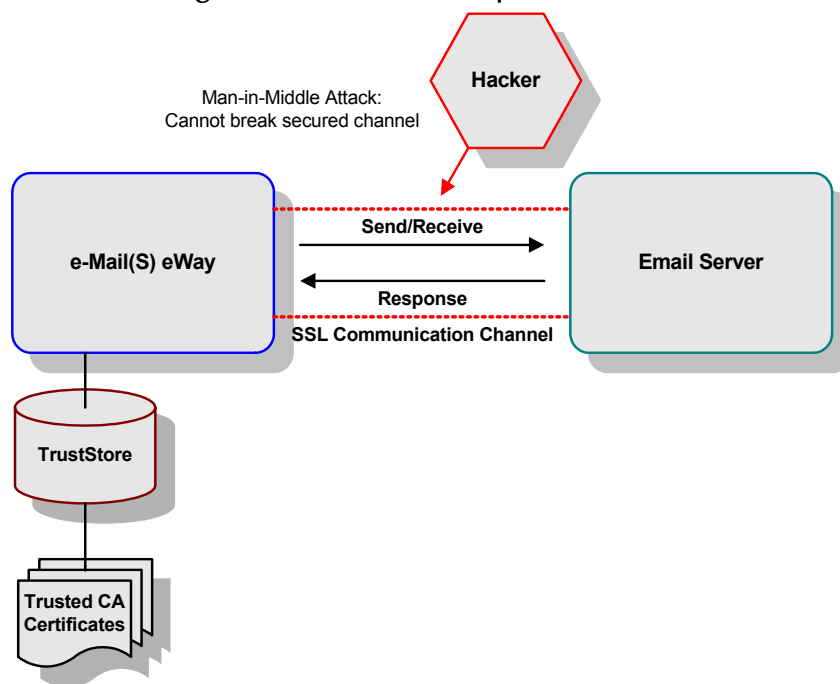 Hacker
Man-in-Middle Attack:
Cannot break secured channel
Send/Receive
e-Mail(S) eWay
Email Server
Response
SSL Communication Channel
TrustStore
Trusted CA
Certificates